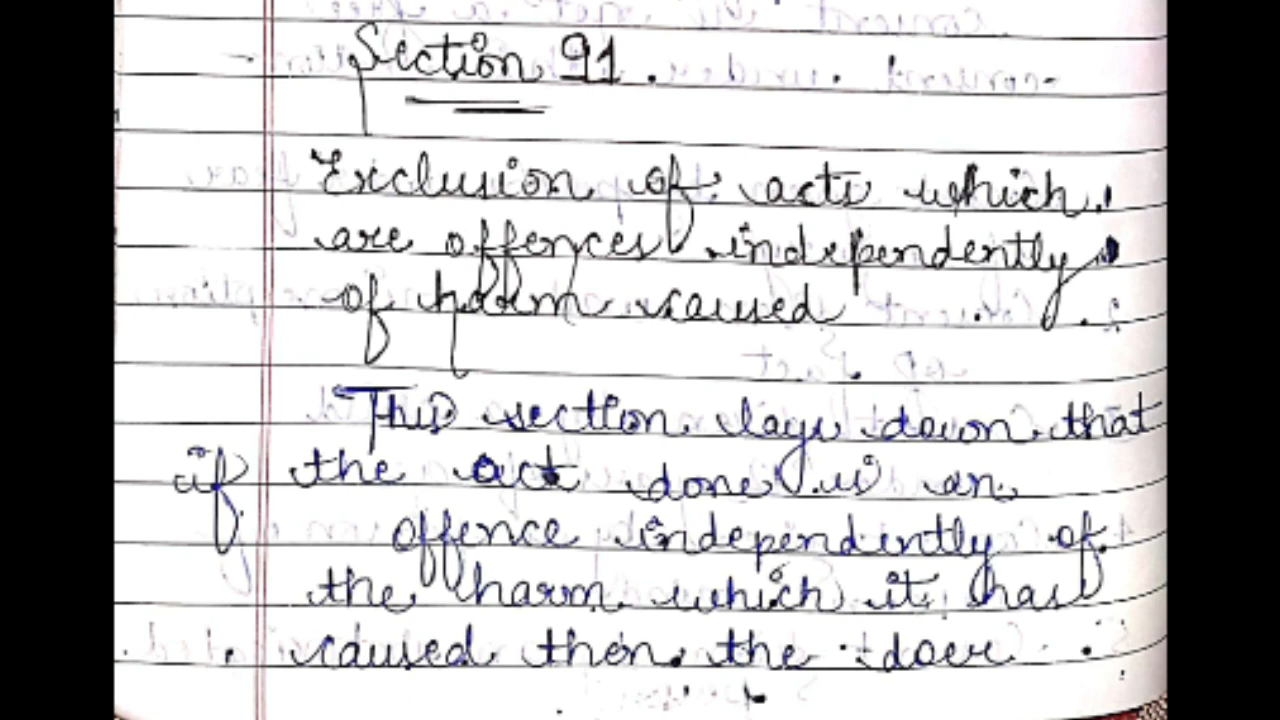 Section 91.
Exclusion of acts which
are offences independently
of harm caused
This section lays down that
if the act done is an
offence independently of
the harm which it has
caused then the doer